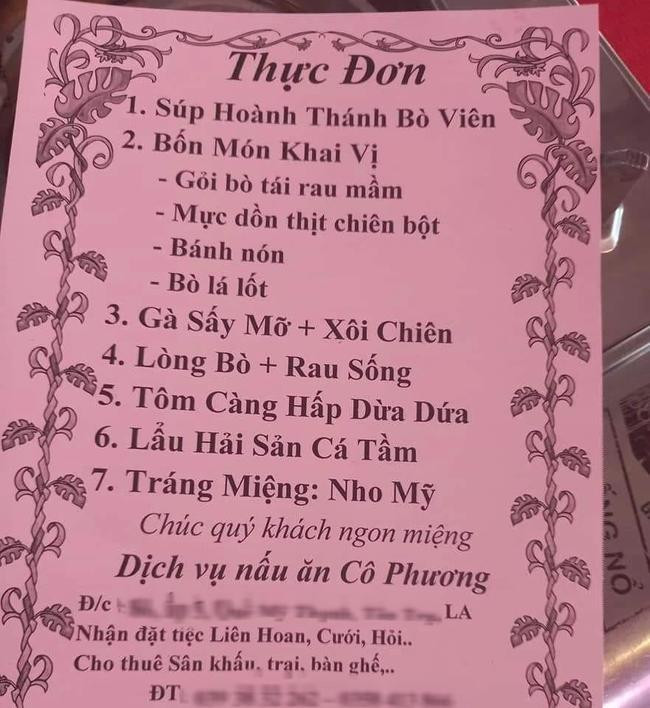 Thực Đơn
1. Súp Hoành Thánh Bò Viên
2. Bốn Món Khai Vị
- Gỏi bò tái rau mầm
- Mực dồn thịt chiên bột
- Bánh nón
- Bò lá lốt
3. Gà Sấy Mỡ + Xôi Chiên
4. Lòng Bò + Rau Sống
5. Tôm Càng Hấp Dừa Dứa
6. Lẩu Hải Sản Cá Tầm
7. Tráng Miệng: Nho Mỹ
Chúc quý khách ngon miệng
Dịch vụ nấu ăn Cô Phương
Đ/c LA
Nhận đặt tiệc Liên Hoan, Cưới, Hỏi..
Cho thuê Sân khấu, trại, bàn ghế,..
ĐT
NỔ